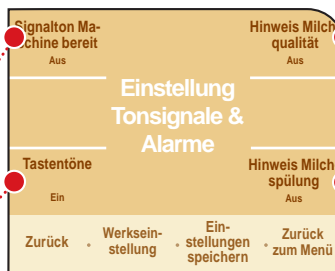 Signalton Ma-
schine bereit
Aus
Hinweis Milch
qualität
Aus
Einstellung
Tonsignale &
Alarme
Tastentöne
Ein
Hinweis Milch
spülung
Aus
Zurück
Werksein-
stellung
Ein-
stellungen
speichern
Zurück
zum Menü